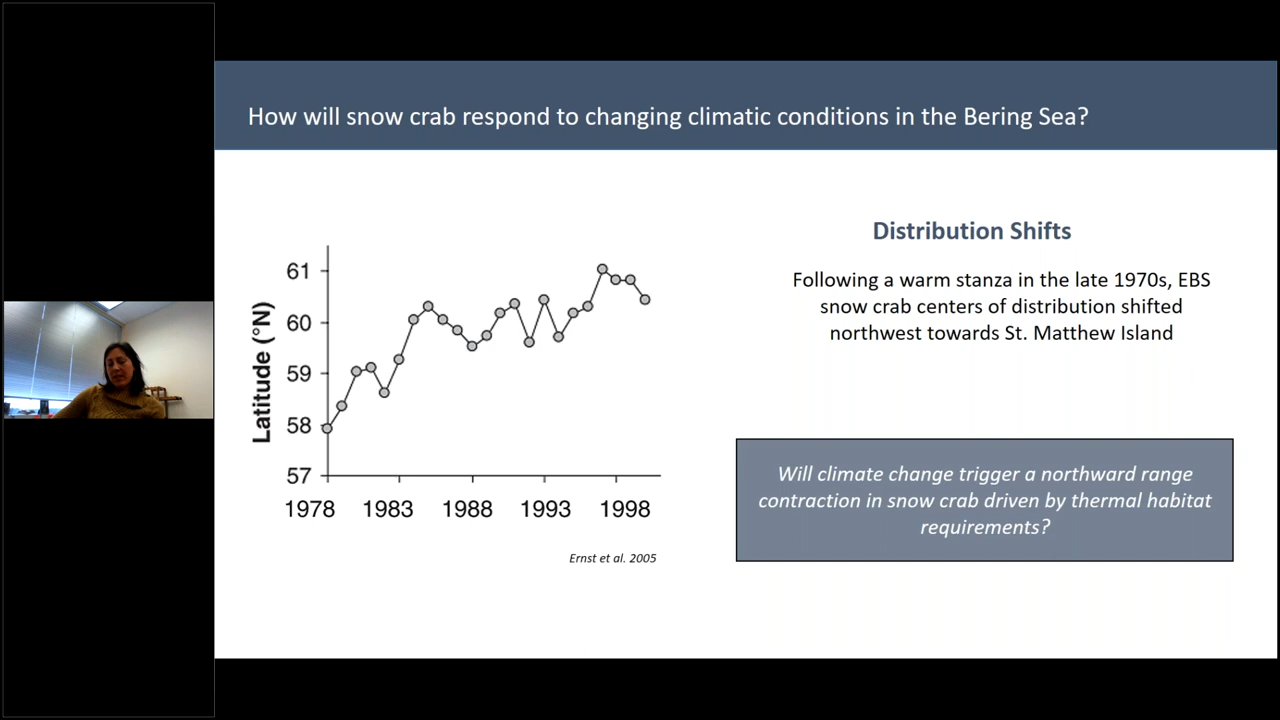 How will snow crab respond to changing climatic conditions in the Bering Sea?
Latitude (°N)
61
60
59
58
57
1978 1983 1988 1993 1998
Ernst et al. 2005
Distribution Shifts
Following a warm stanza in the late 1970s, EBS
snow crab centers of distribution shifted
northwest towards St. Matthew Island
Will climate change trigger a northward range
contraction in snow crab driven by thermal habitat
requirements?